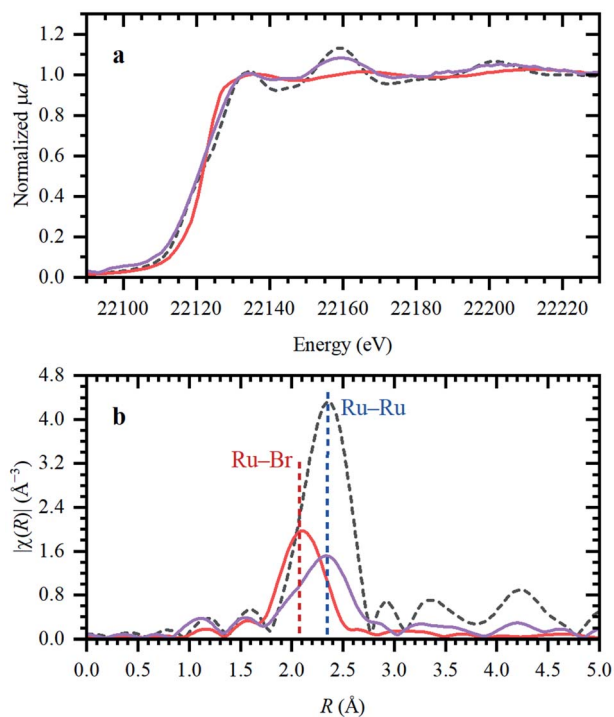 a
Normalized μd
1.2
1.0
0.8
0.6
0.4
0.2
0.0
22100 22120 22140 22160 22180 22200 22220
Energy (eV)
b
|χ(R)| (Å⁻³)
4.8
4.0
3.2
2.4
1.6
0.8
0.0
Ru–Ru
Ru–Br
0.0 0.5 1.0 1.5 2.0 2.5 3.0 3.5 4.0 4.5 5.0
R (Å)